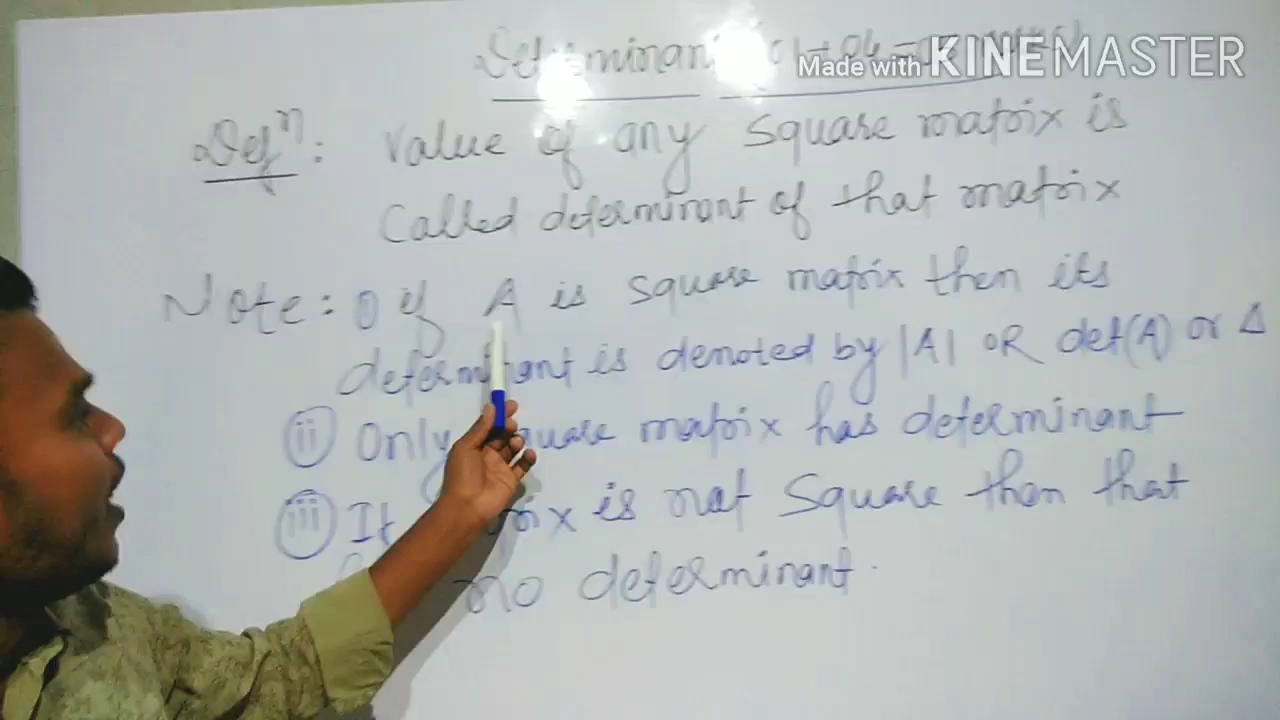 Determinant
Made with KINEMASTER
Defⁿ: Value of any square matrix is
Called determinant of that matrix
Note: i if A is square matrix then its
determinant is denoted by |A| OR det(A) or Δ
(ii) Only square matrix has determinant
(iii) If is not Square then that
no determinant.